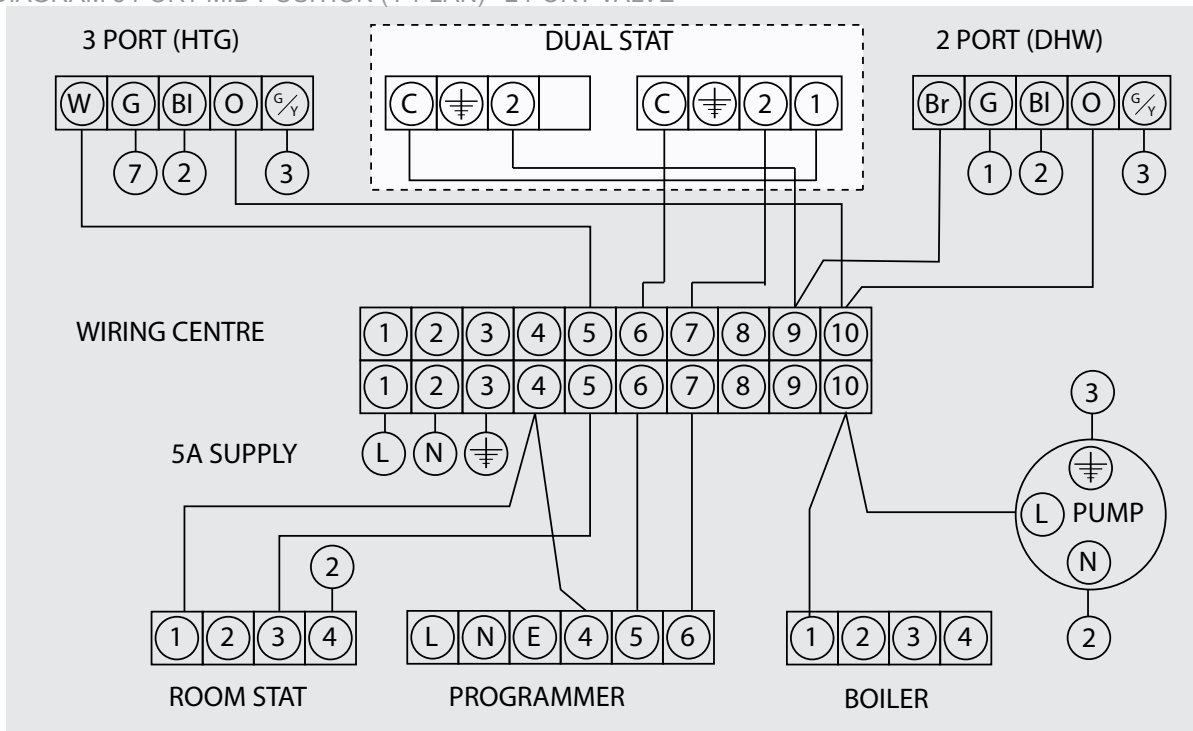 3 PORT (HTG)
DUAL STAT
2 PORT (DHW)
W G Bl O G/Y
C 2
C 2 1
Br G Bl O G/Y
7 2 3
1 2 3
WIRING CENTRE
1 2 3 4 5 6 7 8 9 10
1 2 3 4 5 6 7 8 9 10
3
5A SUPPLY
L N
L PUMP
N
2
1 2 3 4
L N E 4 5 6
1 2 3 4
2
ROOM STAT
PROGRAMMER
BOILER